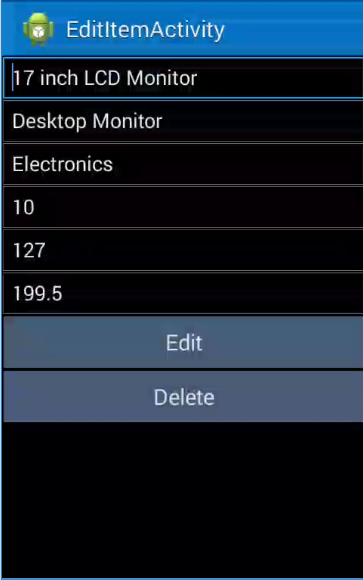 EditItemActivity
17 inch LCD Monitor
Desktop Monitor
Electronics
10
127
199.5
Edit
Delete